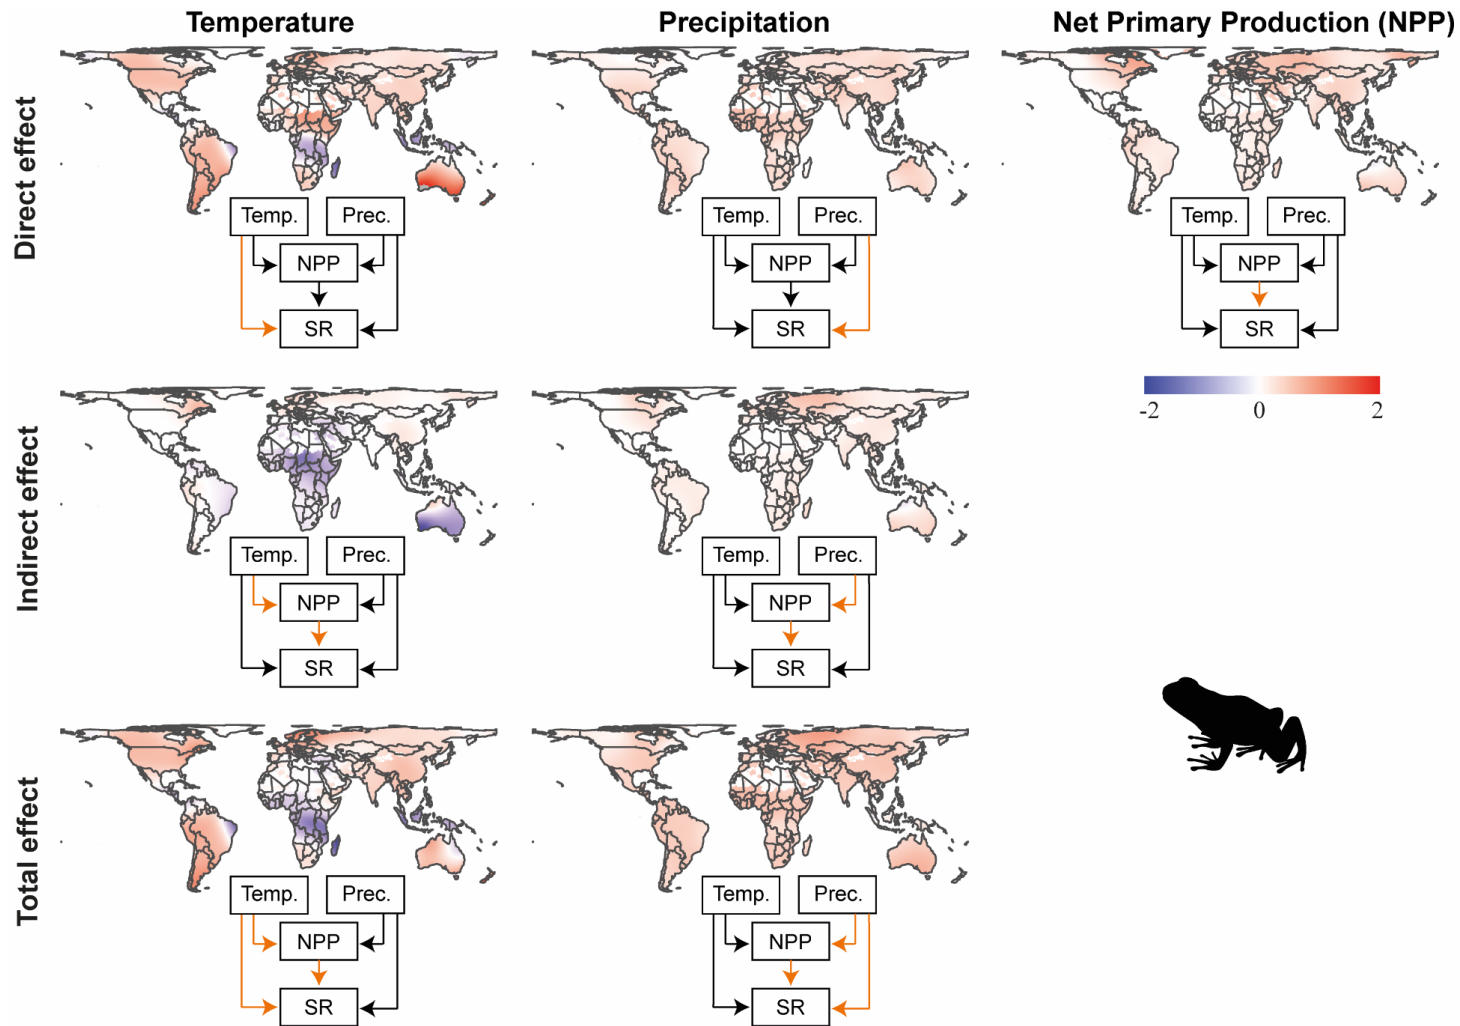 Temperature
Precipitation
Net Primary Production (NPP)
Direct effect
Temp. Prec.
NPP
SR
Temp. Prec.
NPP
SR
Temp. Prec.
NPP
SR
-2 0 2
Indirect effect
Temp. Prec.
NPP
SR
Temp. Prec.
NPP
SR
Total effect
Temp. Prec.
NPP
SR
Temp. Prec.
NPP
SR